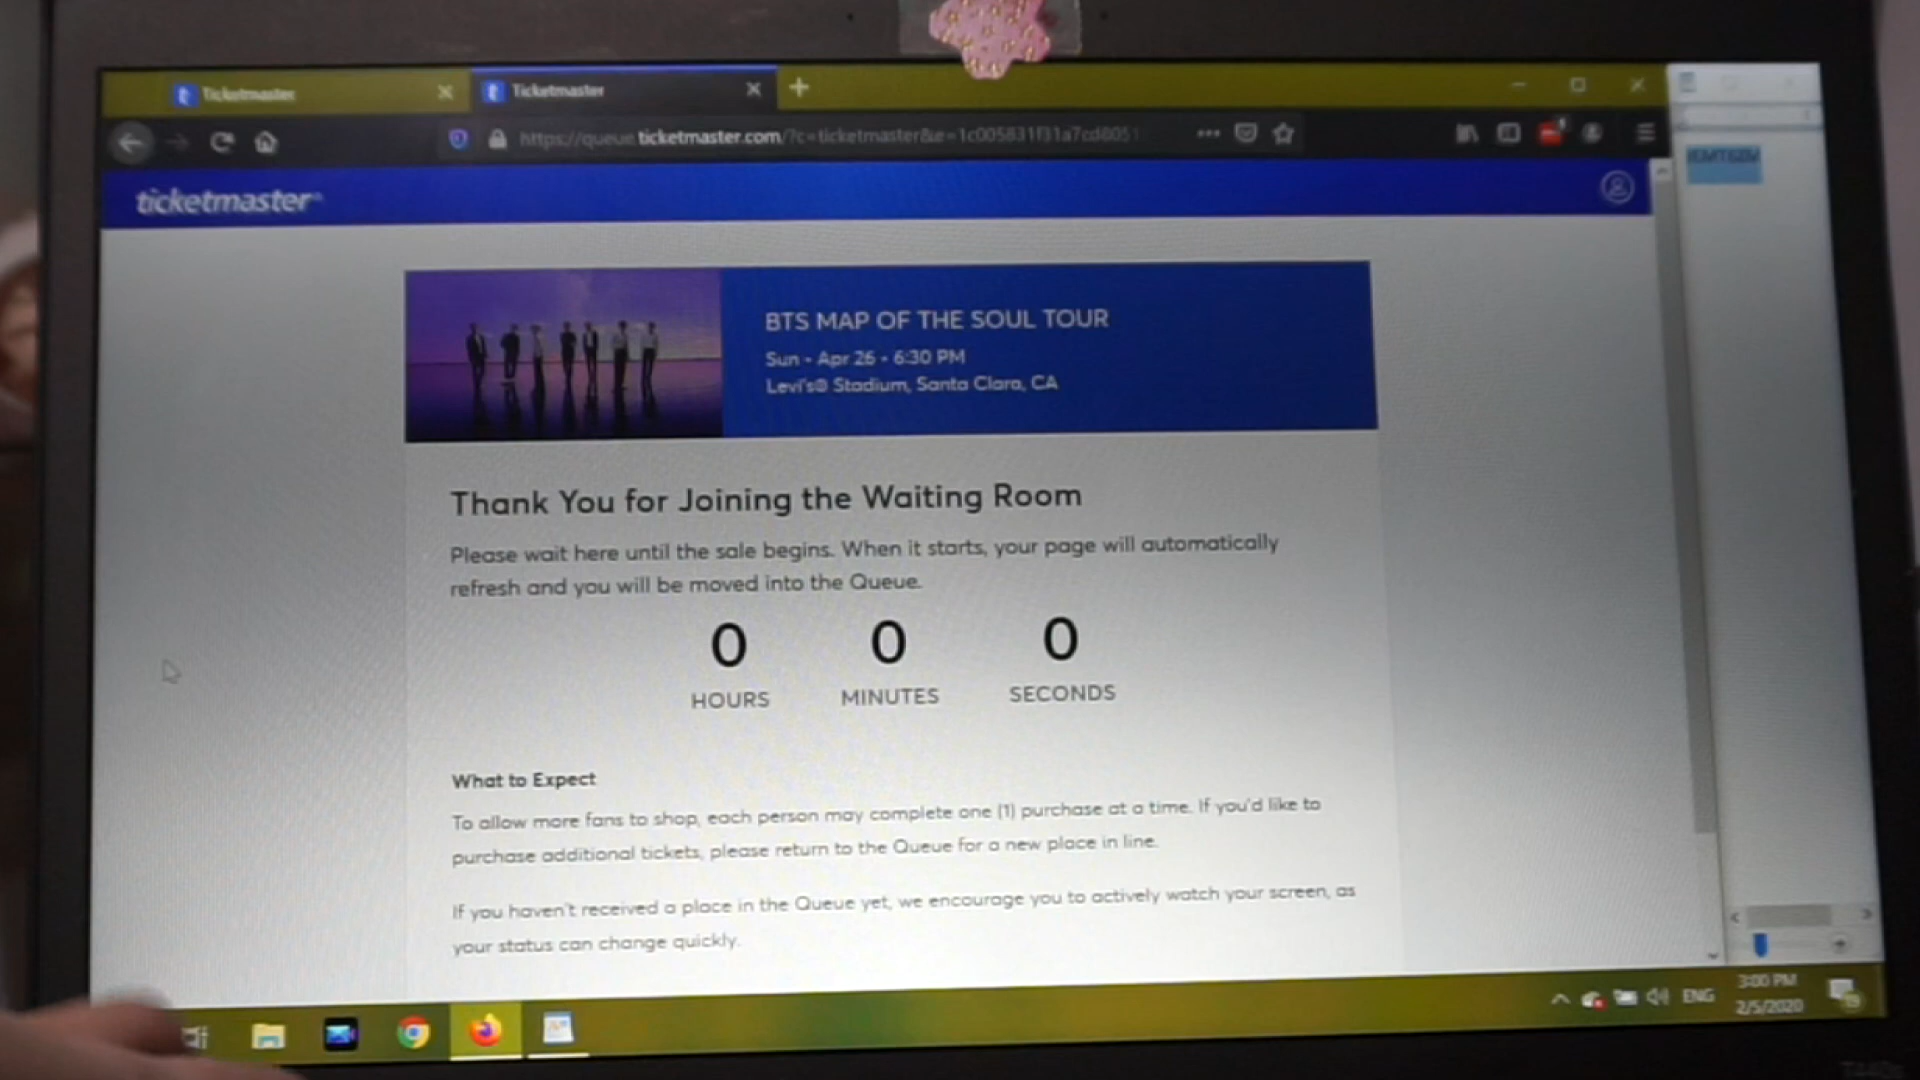 Ticketmaster
Ticketmaster
https://queue.ticketmaster.com/?c=ticketmaster&e=1c005831f31a7cd8051
ticketmaster
BTS MAP OF THE SOUL TOUR
Sun - Apr 26 - 6:30 PM
Levi's® Stadium, Santa Clara, CA
Thank You for Joining the Waiting Room
Please wait here until the sale begins. When it starts, your page will automatically
refresh and you will be moved into the Queue.
0 0 0
HOURS MINUTES SECONDS
What to Expect
To allow more fans to shop, each person may complete one (1) purchase at a time. If you'd like to
purchase additional tickets, please return to the Queue for a new place in line.
If you haven't received a place in the Queue yet, we encourage you to actively watch your screen, as
your status can change quickly.
ENG
3:00 PM
2/5/2020